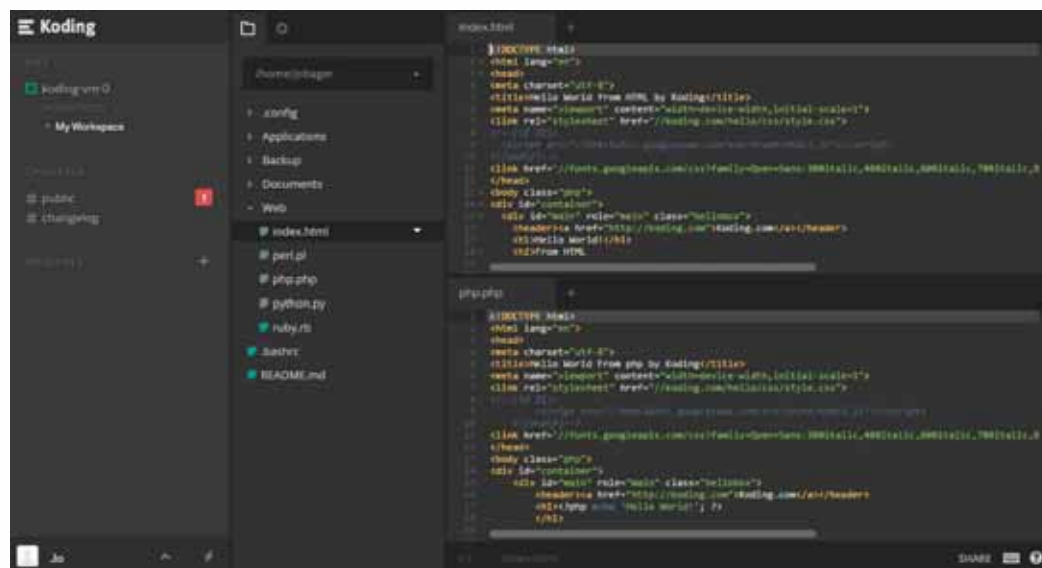 Koding
koding-vm-0
My Workspace
public
changelog
.config
Applications
Backup
Documents
Web
index.html
perl.pl
php.php
python.py
ruby.rb
.bashrc
README.md
Jo
index.html
<!DOCTYPE html>
<html lang="en">
<head>
<meta charset="utf-8">
<title>Hello World from HTML by Koding</title>
<meta name="viewport" content="width=device-width,initial-scale=1">
<link rel="stylesheet" href="//koding.com/hello/css/style.css">
</head>
<body class="php">
<div id="container">
<div id="main" role="main" class="hellobox">
<header><a href="http://koding.com">Koding.com</a></header>
<h1>Hello World!</h1>
<h2>From HTML
php.php
<!DOCTYPE html>
<html lang="en">
<head>
<meta charset="utf-8">
<title>Hello World from php by Koding</title>
<meta name="viewport" content="width=device-width,initial-scale=1">
<link rel="stylesheet" href="//koding.com/hello/css/style.css">
</head>
<body class="php">
<div id="container">
<div id="main" role="main" class="hellobox">
<header><a href="http://koding.com">Koding.com</a></header>
<h1><?php echo 'Hello World!'; ?>
</h1>
SHARE